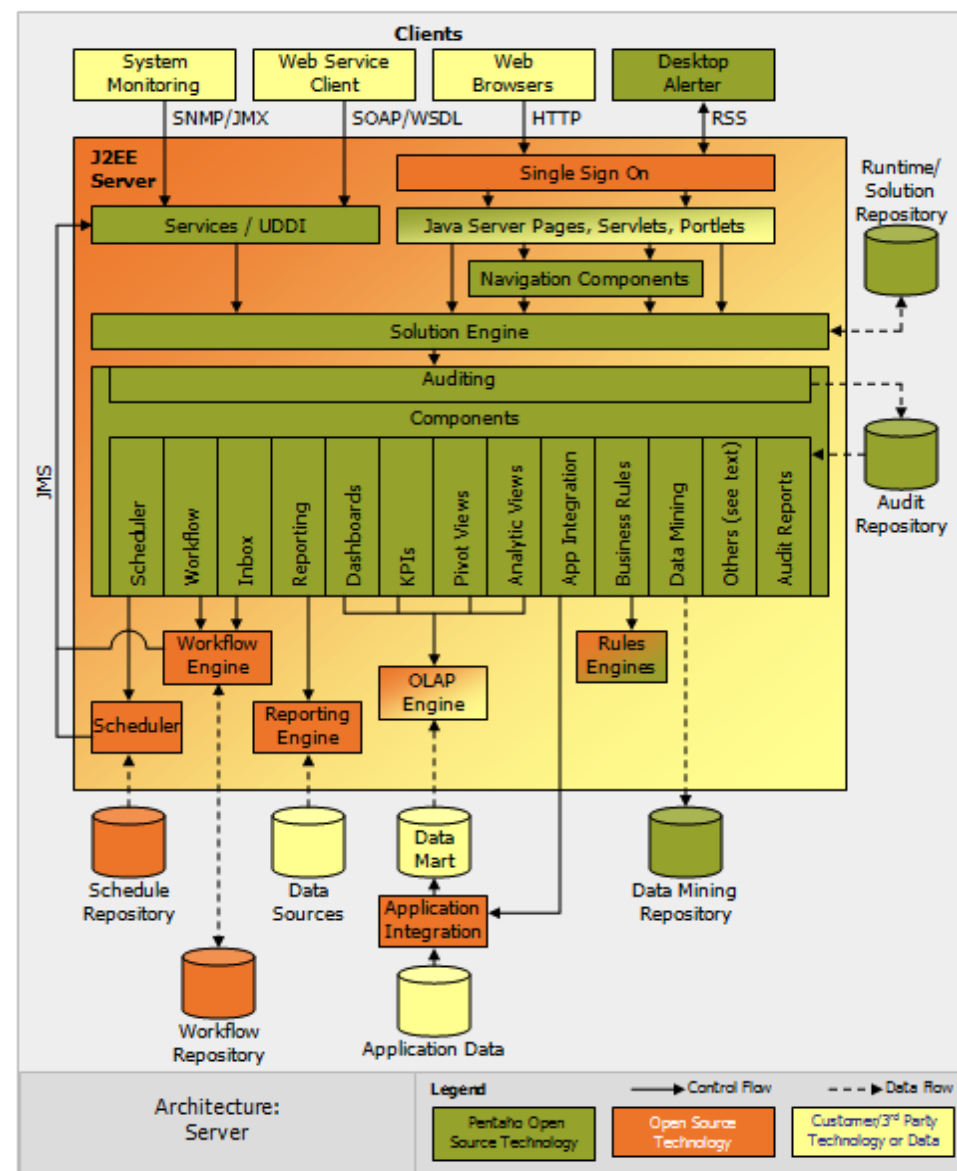 Clients
System
Monitoring
Web Service
Client
Web
Browsers
Desktop
Alerter
SNMP/JMX
SOAP/WSDL
HTTP
RSS
J2EE
Server
Single Sign On
Runtime/
Solution
Repository
Services / UDDI
Java Server Pages, Servlets, Portlets
Navigation Components
Solution Engine
Auditing
Components
JMS
Scheduler
Workflow
Inbox
Reporting
Dashboards
KPIs
Pivot Views
Analytic Views
App Integration
Business Rules
Data Mining
Others (see text)
Audit Reports
Audit
Repository
Workflow
Engine
Rules
Engines
OLAP
Engine
Scheduler
Reporting
Engine
Schedule
Repository
Data
Sources
Data
Mart
Data Mining
Repository
Application
Integration
Workflow
Repository
Application Data
Architecture:
Server
Legend
Control Flow
Data Flow
Pentaho Open
Source Technology
Open Source
Technology
Customer/3rd Party
Technology or Data